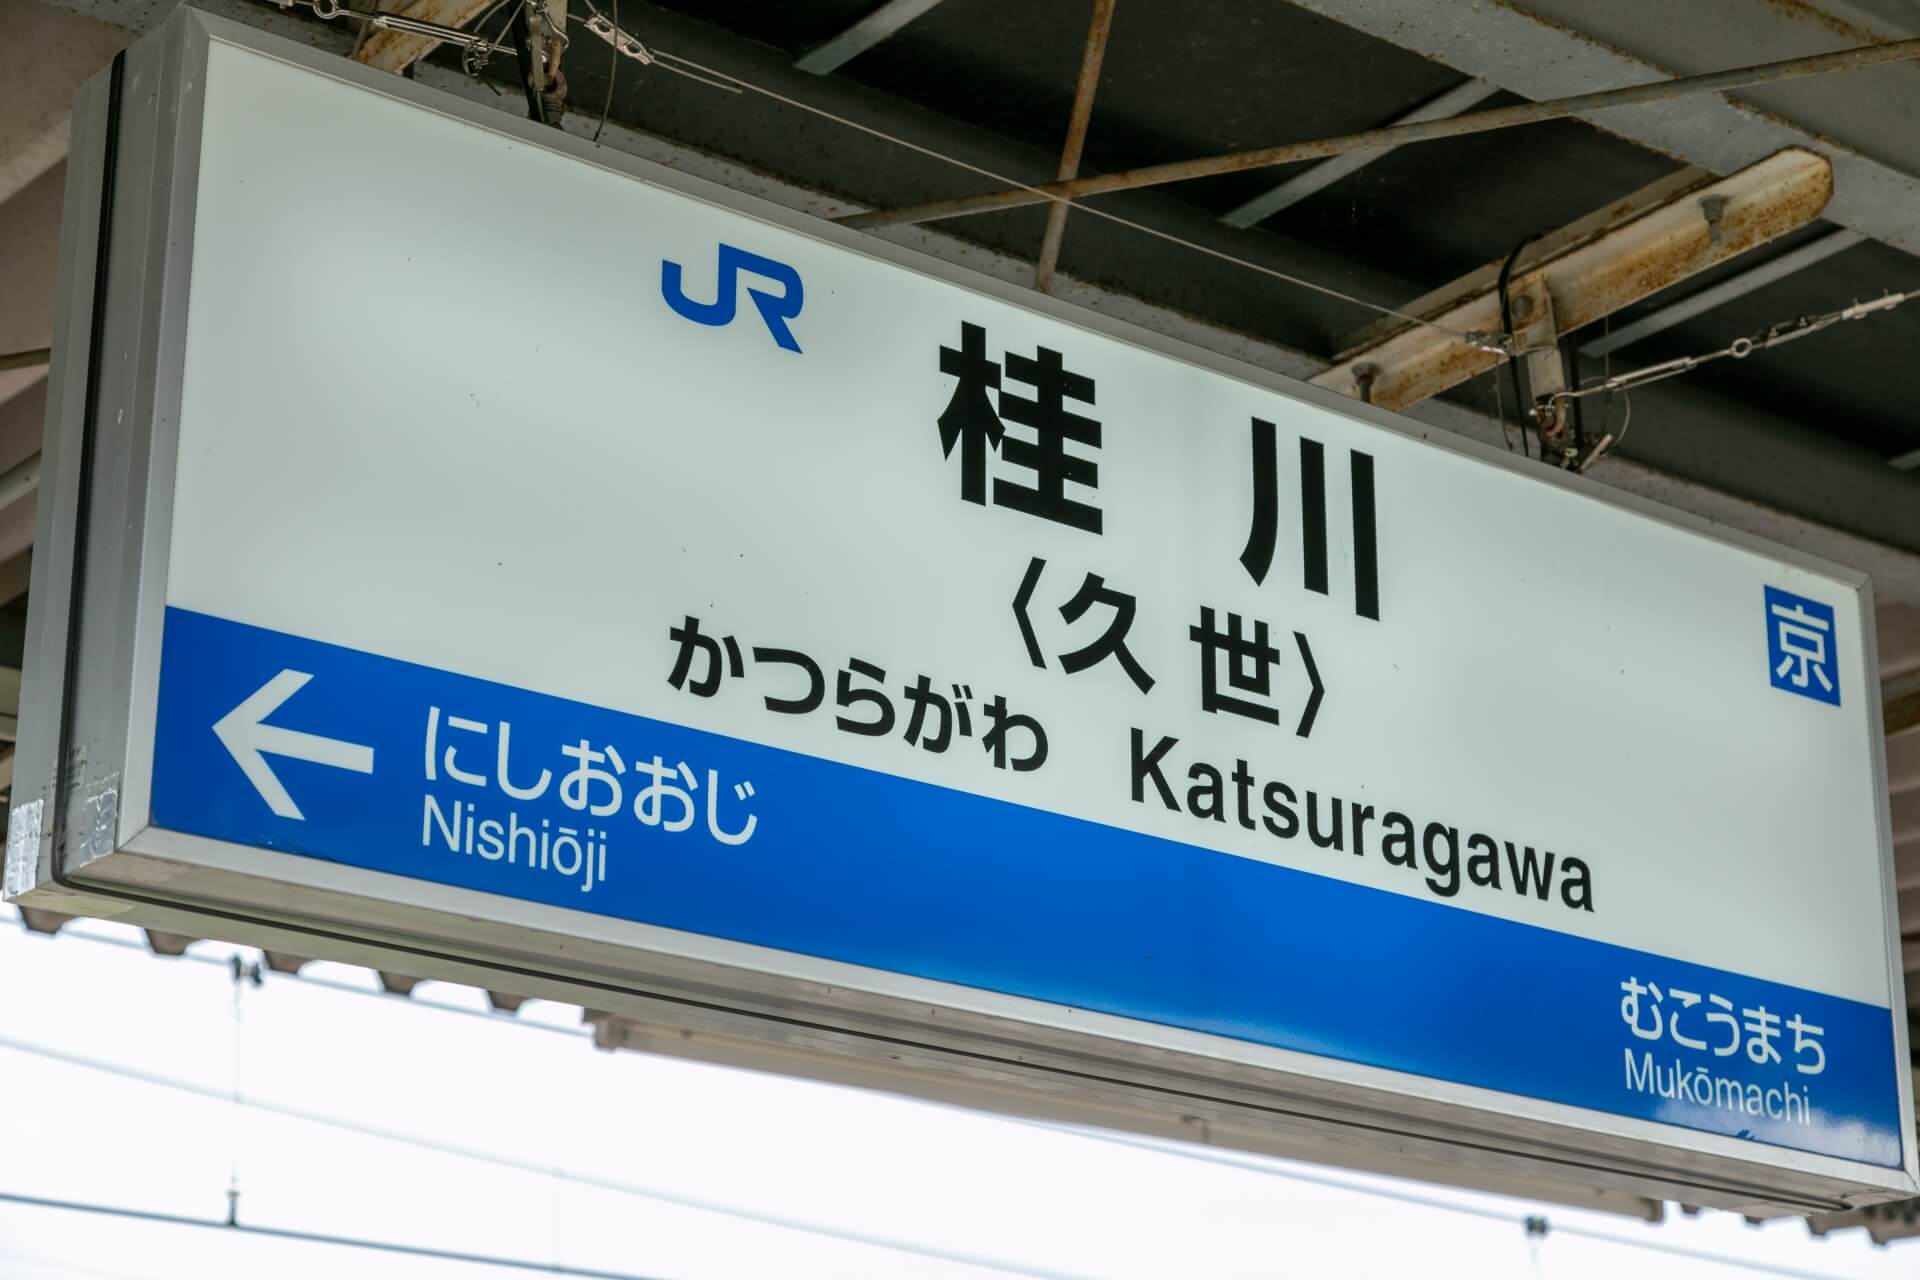 JR
桂川
〈久世〉
京
かつらがわ Katsuragawa
にしおおじ
Nishiōji
むこうまち
Mukōmachi